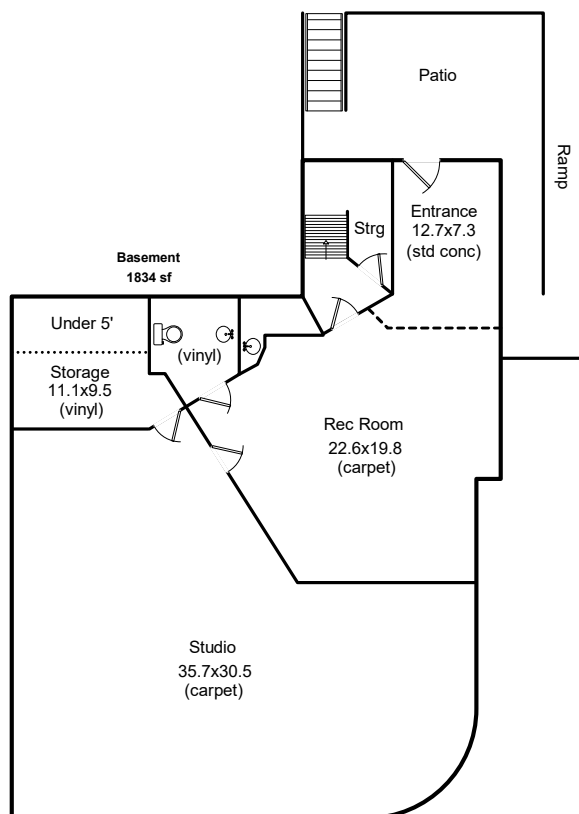 Patio
Ramp
Entrance
12.7x7.3
(std conc)
Strg
Basement
1834 sf
Under 5'
(vinyl)
Storage
11.1x9.5
(vinyl)
Rec Room
22.6x19.8
(carpet)
Studio
35.7x30.5
(carpet)